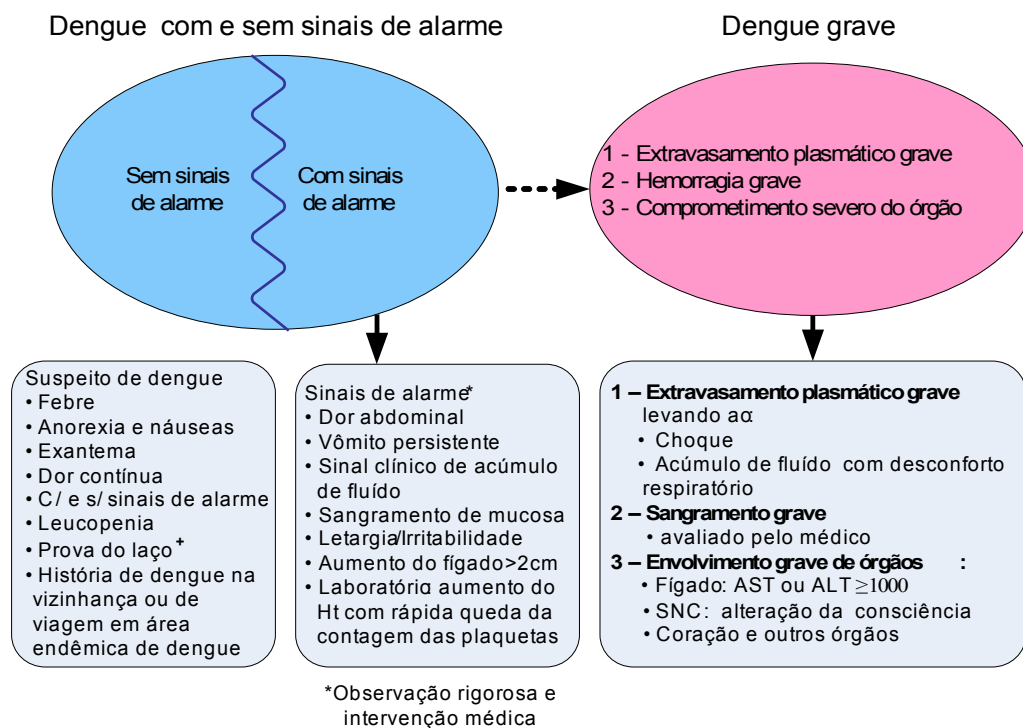 Dengue com e sem sinais de alarme
Dengue grave
Sem sinais
de alarme
Com sinais
de alarme
1 - Extravasamento plasmático grave
2 - Hemorragia grave
3 - Comprometimento severo do órgão
Suspeito de dengue
• Febre
• Anorexia e náuseas
• Exantema
• Dor contínua
• C/ e s/ sinais de alarme
• Leucopenia
• Prova do laço+
• História de dengue na
vizinhança ou de
viagem em área
endêmica de dengue
Sinais de alarme*
• Dor abdominal
• Vômito persistente
• Sinal clínico de acúmulo
de fluído
• Sangramento de mucosa
• Letargia/Irritabilidade
• Aumento do fígado>2cm
• Laboratóriα aumento do
Ht com rápida queda da
contagem das plaquetas
*Observação rigorosa e
intervenção médica
1 – Extravasamento plasmático grave
levando aα
• Choque
• Acúmulo de fluído com desconforto
respiratório
2 – Sangramento grave
• avaliado pelo médico
3 – Envolvimento grave de órgãos :
• Fígado: AST ou ALT ≥1000
• SNC: alteração da consciência
• Coração e outros órgãos